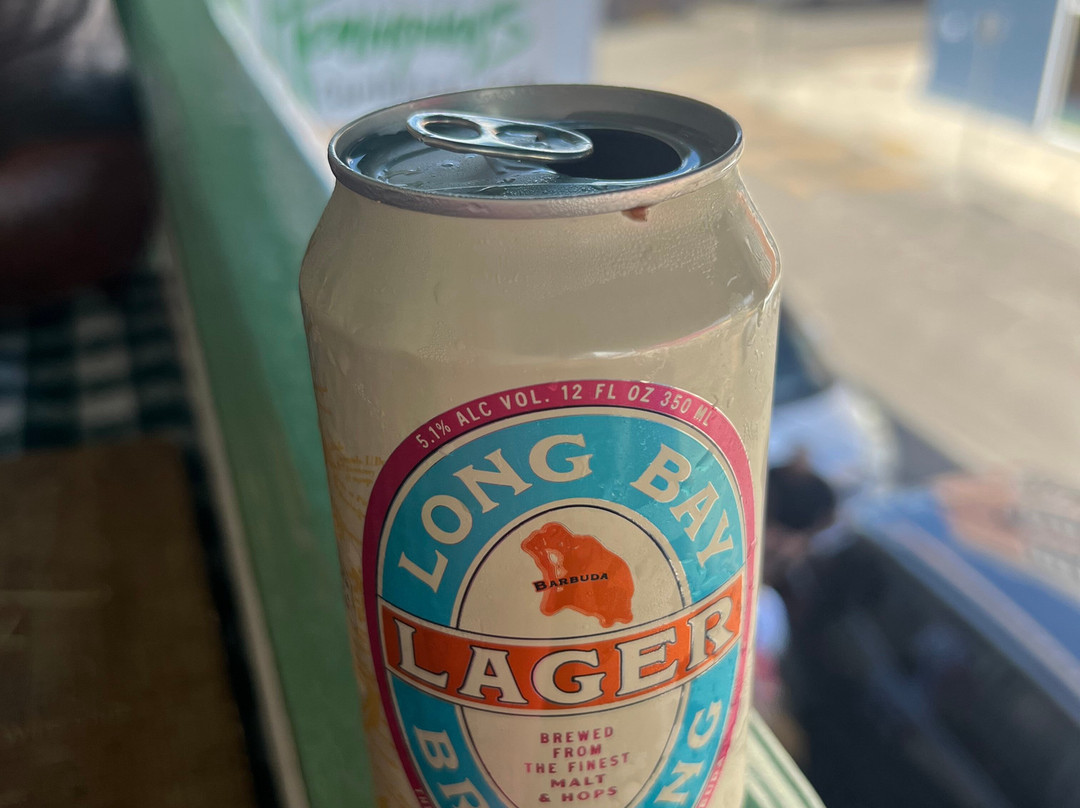 5.1% ALC VOL. 12 FL OZ 350 ML
LONG BAY
BARBUDA
LAGER
BREWED
FROM
THE FINEST
MALT
& HOPS